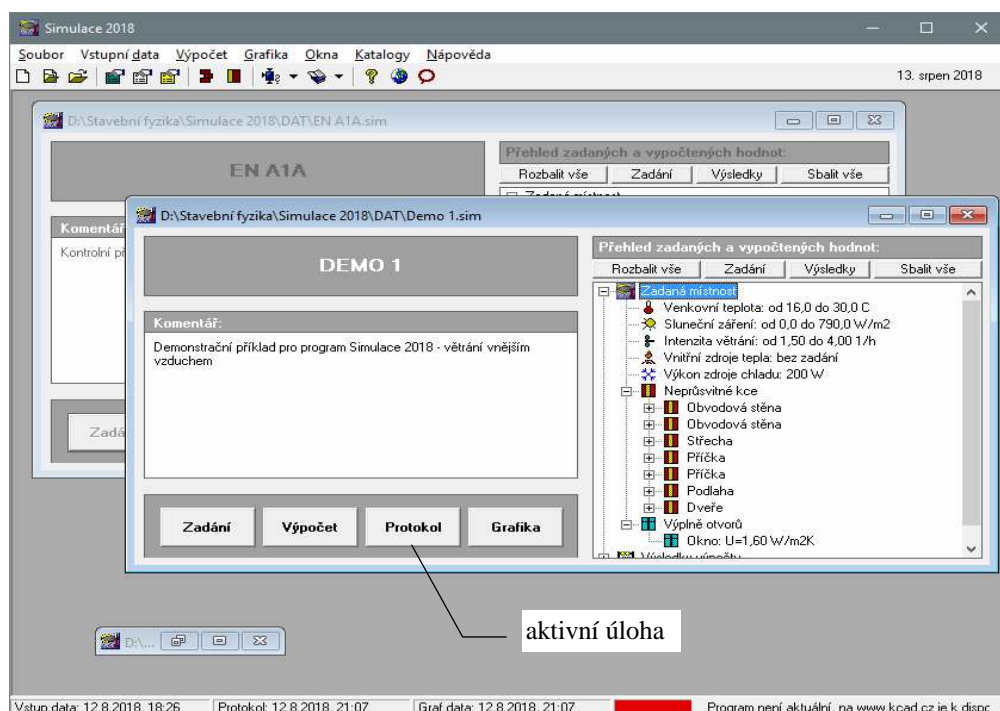 Simulace 2018
Soubor Vstupní data Výpočet Grafika Okna Katalogy Nápověda
13. srpen 2018
D:\Stavební fyzika\Simulace 2018\DAT\EN A1A.sim
EN A1A
Přehled zadaných a vypočtených hodnot:
Rozbalit vše Zadání Výsledky Sbalit vše
Zadaná místnost
Komentář
Kontrolní
D:\Stavební fyzika\Simulace 2018\DAT\Demo 1.sim
DEMO 1
Komentář:
Demonstrační příklad pro program Simulace 2018 - větrání vnějším
vzduchem
Zadání Výpočet Protokol Grafika
Přehled zadaných a vypočtených hodnot:
Rozbalit vše Zadání Výsledky Sbalit vše
Zadaná místnost
Venkovní teplota: od 16,0 do 30,0 C
Sluneční záření: od 0,0 do 790,0 W/m2
Intenzita větrání: od 1,50 do 4,00 1/h
Vnitřní zdroje tepla: bez zadání
Výkon zdroje chladu: 200 W
Neprůsvitné kce
Obvodová stěna
Obvodová stěna
Střecha
Příčka
Příčka
Podlaha
Dveře
Výplně otvorů
Okno: U=1,60 W/m2K
Výsledky výpočtu
aktivní úloha
D:\...
Vstup.data: 12.8.2018, 18:26 Protokol: 12.8.2018, 21:07 Graf.data: 12.8.2018, 21:07 Program není aktuální, na www.kcad.cz je k dispo